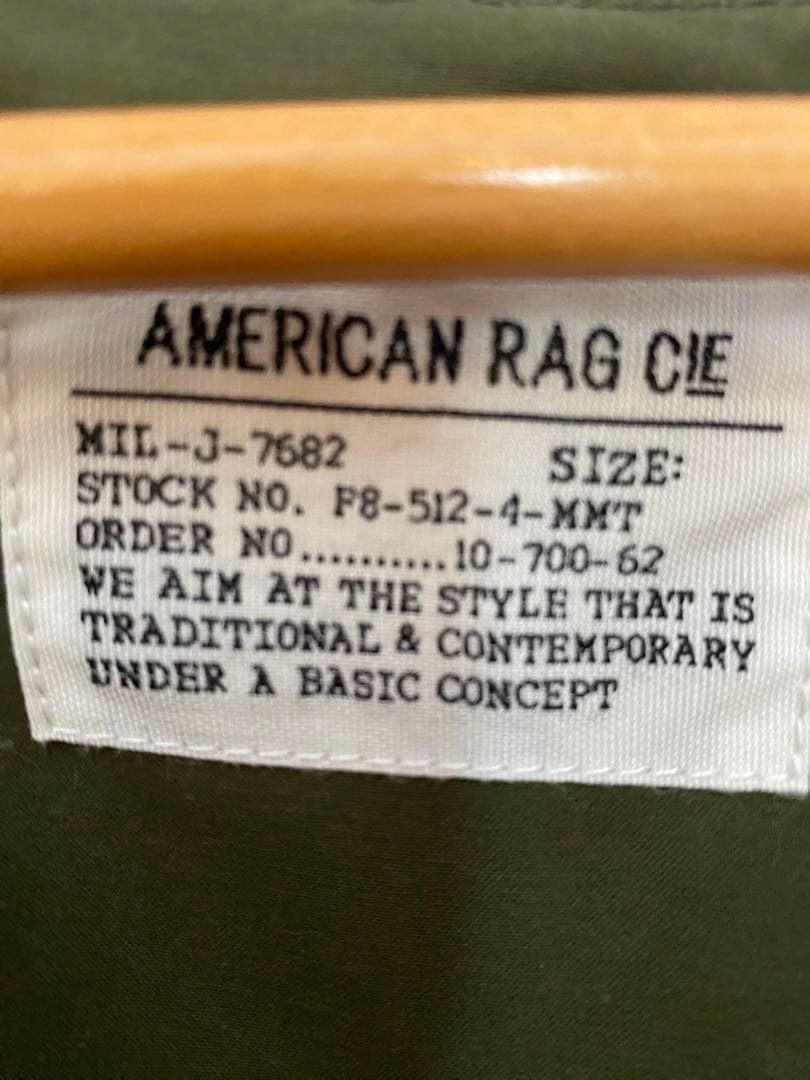 AMERICAN RAG CIE
MIL-J-7682 SIZE:
STOCK NO. F8-512-4-MMT
ORDER NO..........10-700-62
WE AIM AT THE STYLE THAT IS
TRADITIONAL & CONTEMPORARY
UNDER A BASIC CONCEPT